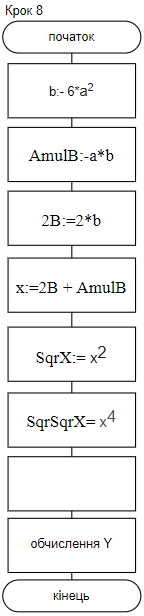 Крок 8
початок
b:- 6*a²
AmulB:-a*b
2B:=2*b
x:=2B + AmulB
SqrX:= x²
SqrSqrX= x⁴
обчислення Y
кінець